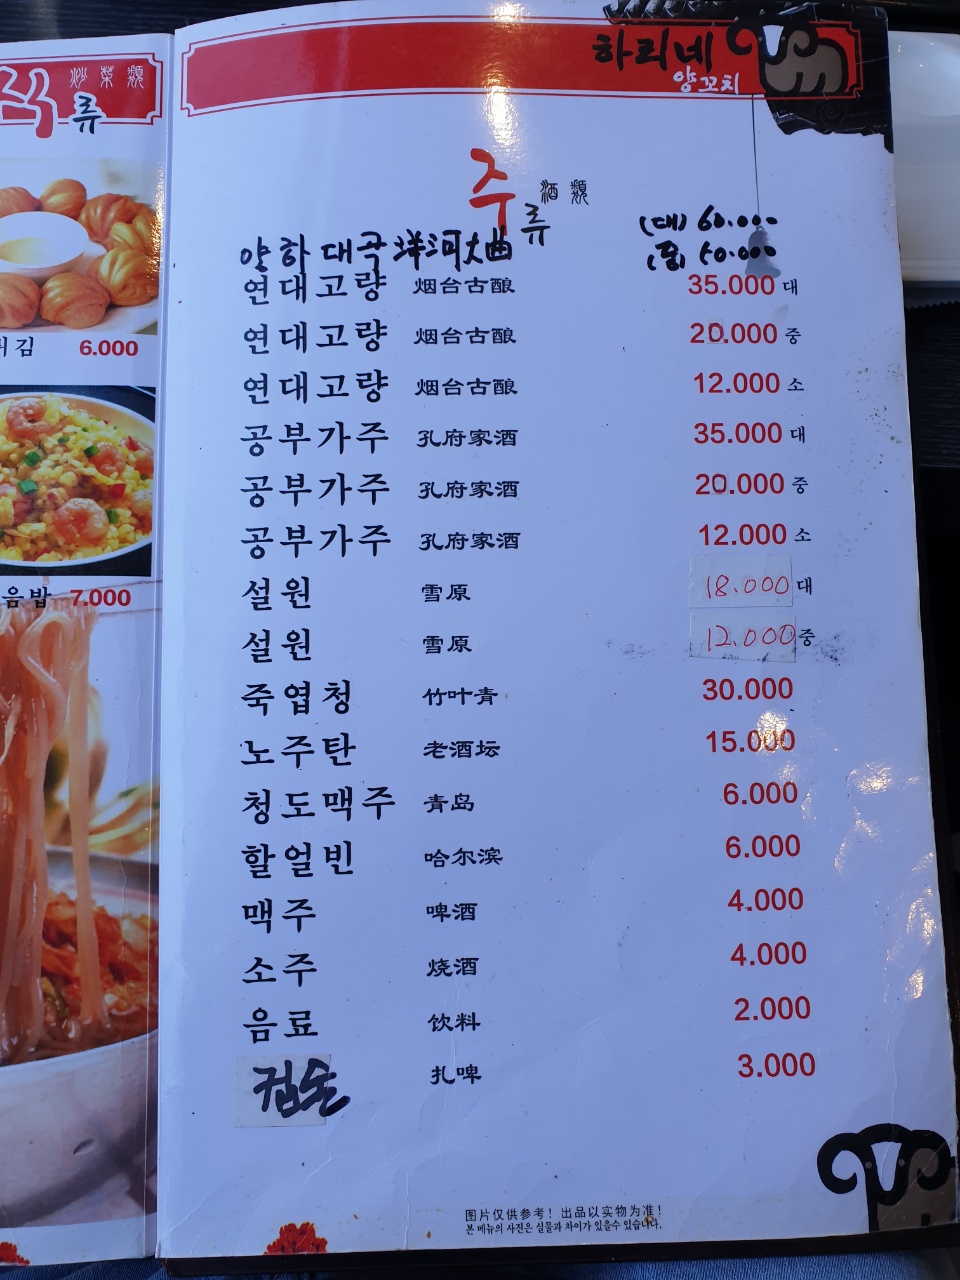 炒菜類
류
튀김 6.000
음밥 7.000
하리네
양꼬치
주류 酒類
양하대곡 洋河大曲 (대) 60.000
(중) 50.000
연대고량 烟台古酿 35.000 대
연대고량 烟台古酿 20.000 중
연대고량 烟台古酿 12.000 소
공부가주 孔府家酒 35.000 대
공부가주 孔府家酒 20.000 중
공부가주 孔府家酒 12.000 소
설원 雪原 18.000 대
설원 雪原 12.000 중
죽엽청 竹叶青 30.000
노주탄 老酒坛 15.000
청도맥주 青岛 6.000
할얼빈 哈尔滨 6.000
맥주 啤酒 4.000
소주 烧酒 4.000
음료 饮料 2.000
扎啤 3.000
图片仅供参考！出品以实物为准！
본 메뉴의 사진은 실물과 차이가 있을수 있습니다.